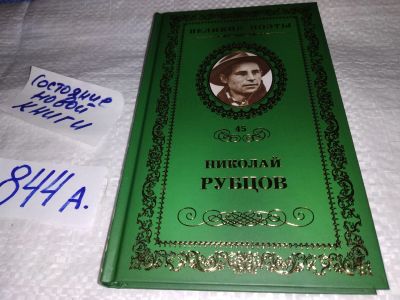 ВЕЛИКИЕ ПОЭТЫ
45
НИКОЛАЙ
РУБЦОВ
состояние
новой
книги
844 А.